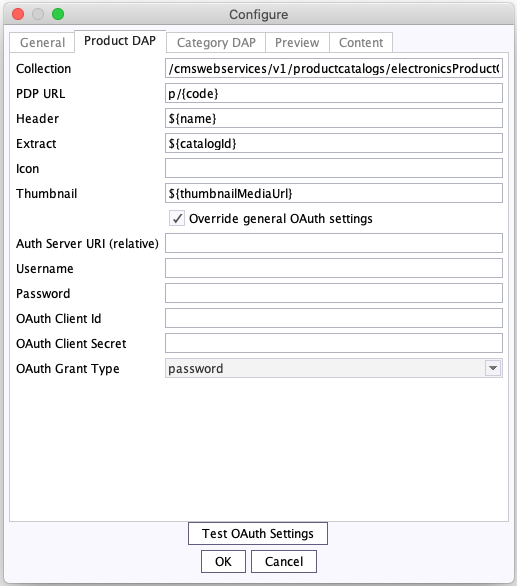 Configure
General Product DAP Category DAP Preview Content
Collection /cmswebservices/v1/productcatalogs/electronicsProduct
PDP URL p/{code}
Header ${name}
Extract ${catalogId}
Icon
Thumbnail ${thumbnailMediaUrl}
Override general OAuth settings
Auth Server URI (relative)
Username
Password
OAuth Client Id
OAuth Client Secret
OAuth Grant Type password
Test OAuth Settings
OK Cancel